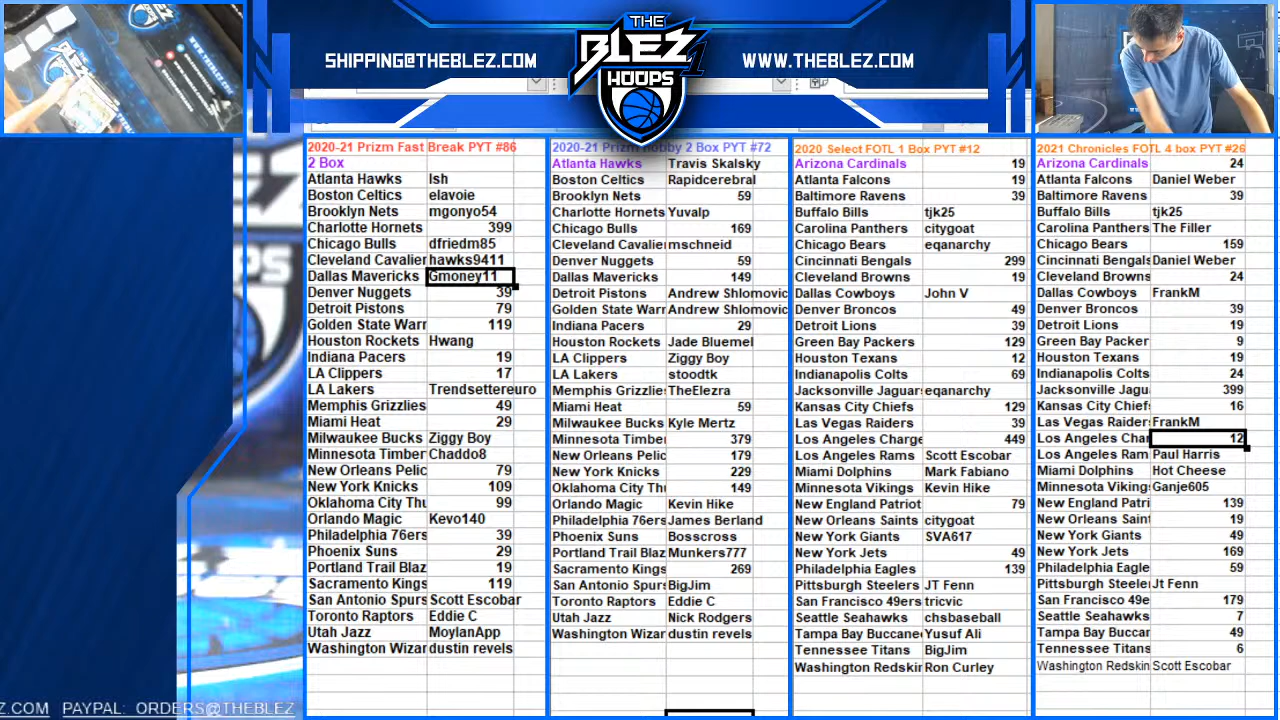 SHIPPING@THEBLEZ.COM
THE
BLEZ
HOOPS
WWW.THEBLEZ.COM
2020-21 Prizm Fast Break PYT #86
2 Box
Atlanta Hawks Ish
Boston Celtics elavoie
Brooklyn Nets mgonyo54
Charlotte Hornets 399
Chicago Bulls dfriedm85
Cleveland Cavalier hawks9411
Dallas Mavericks Gmoney11
Denver Nuggets 39
Detroit Pistons 79
Golden State Warr 119
Houston Rockets Hwang
Indiana Pacers 19
LA Clippers 17
LA Lakers Trendsettereuro
Memphis Grizzlies 49
Miami Heat 29
Milwaukee Bucks Ziggy Boy
Minnesota Timber Chaddo8
New Orleans Pelic 79
New York Knicks 109
Oklahoma City Thu 99
Orlando Magic Kevo140
Philadelphia 76ers 39
Phoenix Suns 29
Portland Trail Blaz 19
Sacramento Kings 119
San Antonio Spurs Scott Escobar
Toronto Raptors Eddie C
Utah Jazz MoylanApp
Washington Wizar dustin revels
2020-21 Prizm Hobby 2 Box PYT #72
Atlanta Hawks Travis Skalsky
Boston Celtics Rapidcerebral
Brooklyn Nets 59
Charlotte Hornets Yuvalp
Chicago Bulls 169
Cleveland Cavalier mschneid
Denver Nuggets 59
Dallas Mavericks 149
Detroit Pistons Andrew Shlomovic
Golden State Warr Andrew Shlomovic
Indiana Pacers 29
Houston Rockets Jade Bluemel
LA Clippers Ziggy Boy
LA Lakers stoodtk
Memphis Grizzlies TheElezra
Miami Heat 59
Milwaukee Bucks Kyle Mertz
Minnesota Timber 379
New Orleans Pelic 179
New York Knicks 229
Oklahoma City Thu 149
Orlando Magic Kevin Hike
Philadelphia 76ers James Berland
Phoenix Suns Bosscross
Portland Trail Blaz Munkers777
Sacramento Kings 269
San Antonio Spurs BigJim
Toronto Raptors Eddie C
Utah Jazz Nick Rodgers
Washington Wizar dustin revels
2020 Select FOTL 1 Box PYT #12
Arizona Cardinals 19
Atlanta Falcons 19
Baltimore Ravens 39
Buffalo Bills tjk25
Carolina Panthers citygoat
Chicago Bears eqanarchy
Cincinnati Bengals 299
Cleveland Browns 19
Dallas Cowboys John V
Denver Broncos 49
Detroit Lions 39
Green Bay Packers 129
Houston Texans 12
Indianapolis Colts 69
Jacksonville Jaguars eqanarchy
Kansas City Chiefs 129
Las Vegas Raiders 39
Los Angeles Charge 449
Los Angeles Rams Scott Escobar
Miami Dolphins Mark Fabiano
Minnesota Vikings Kevin Hike
New England Patriot 79
New Orleans Saints citygoat
New York Giants SVA617
New York Jets 49
Philadelphia Eagles 139
Pittsburgh Steelers JT Fenn
San Francisco 49ers tricvic
Seattle Seahawks chsbaseball
Tampa Bay Buccanee Yusuf Ali
Tennessee Titans BigJim
Washington Redskin Ron Curley
2021 Chronicles FOTL 4 box PYT #26
Arizona Cardinals 24
Atlanta Falcons Daniel Weber
Baltimore Ravens 39
Buffalo Bills tjk25
Carolina Panthers The Filler
Chicago Bears 159
Cincinnati Bengals Daniel Weber
Cleveland Browns 24
Dallas Cowboys FrankM
Denver Broncos 39
Detroit Lions 19
Green Bay Packer 9
Houston Texans 19
Indianapolis Colts 24
Jacksonville Jagu 399
Kansas City Chiefs 16
Las Vegas Raiders FrankM
Los Angeles Char 12
Los Angeles Ram Paul Harris
Miami Dolphins Hot Cheese
Minnesota Vikings Ganje605
New England Patri 139
New Orleans Saint 19
New York Giants 49
New York Jets 169
Philadelphia Eagle 59
Pittsburgh Steeler Jt Fenn
San Francisco 49e 179
Seattle Seahawks 7
Tampa Bay Buccar 49
Tennessee Titans 6
Washington Redskin Scott Escobar
Z.COM PAYPAL: ORDERS@THEBLEZ